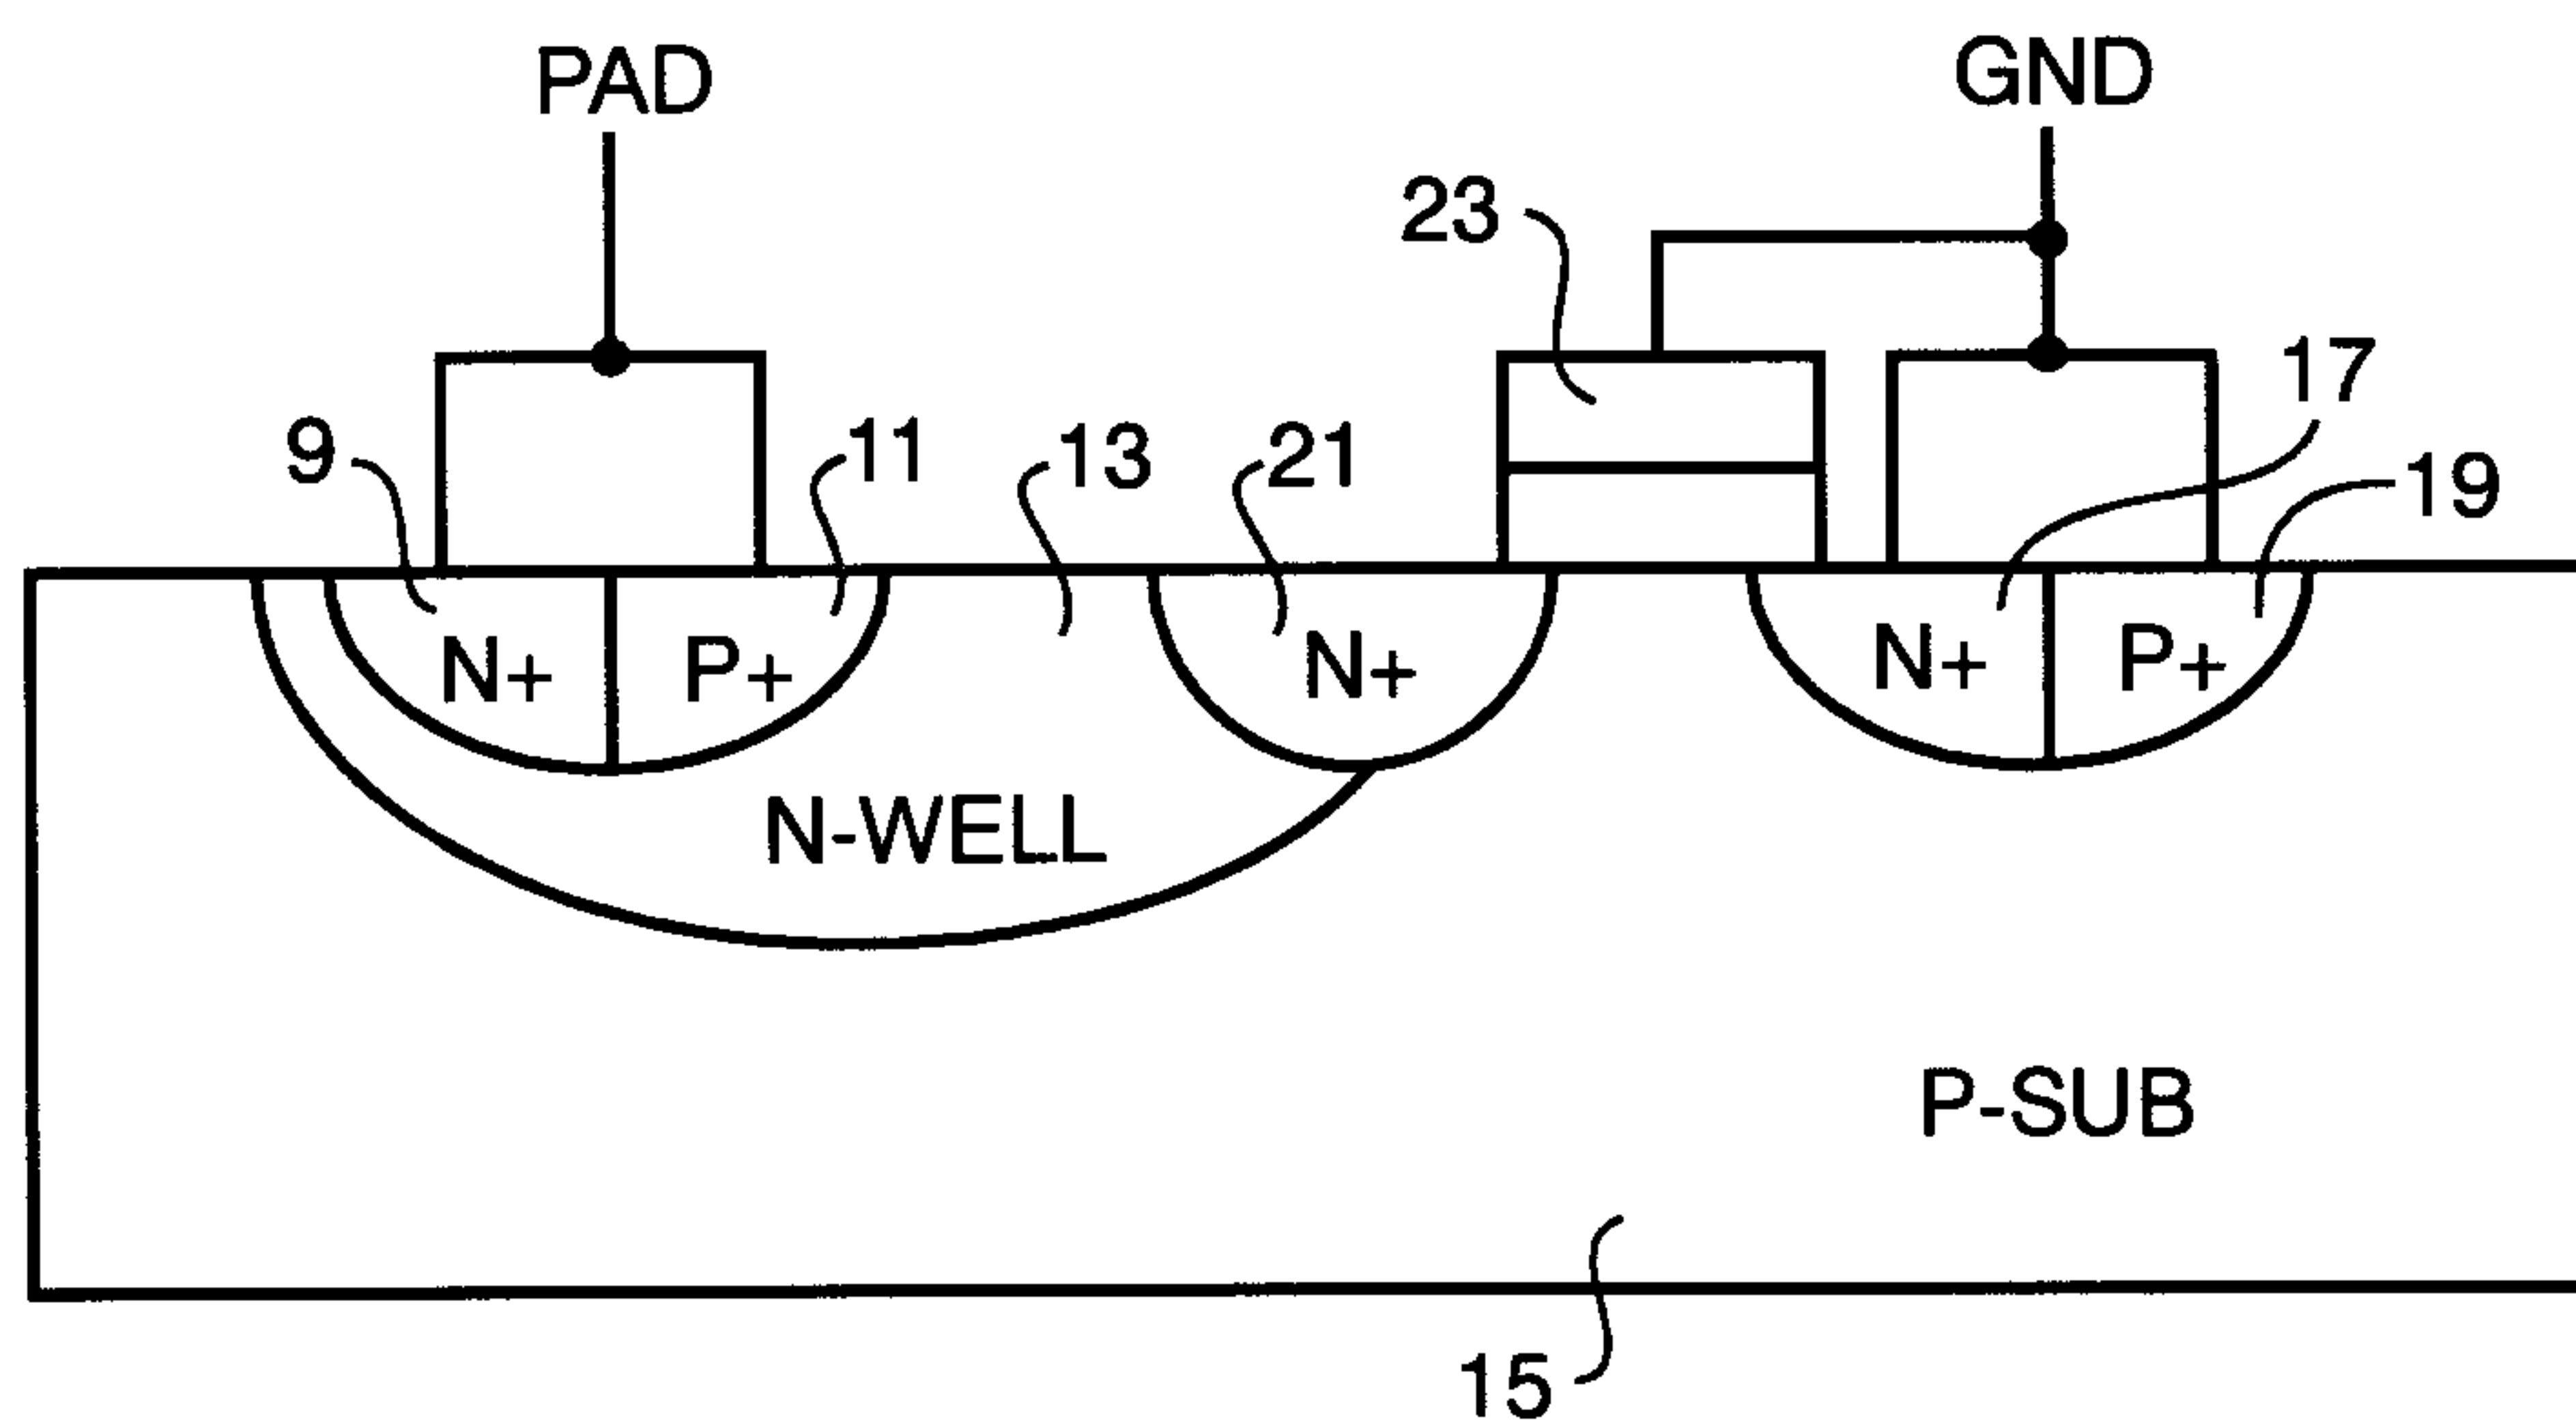 PAD
GND
23
17
9
11
13
21
19
N+
P+
N+
N+
P+
N-WELL
P-SUB
15